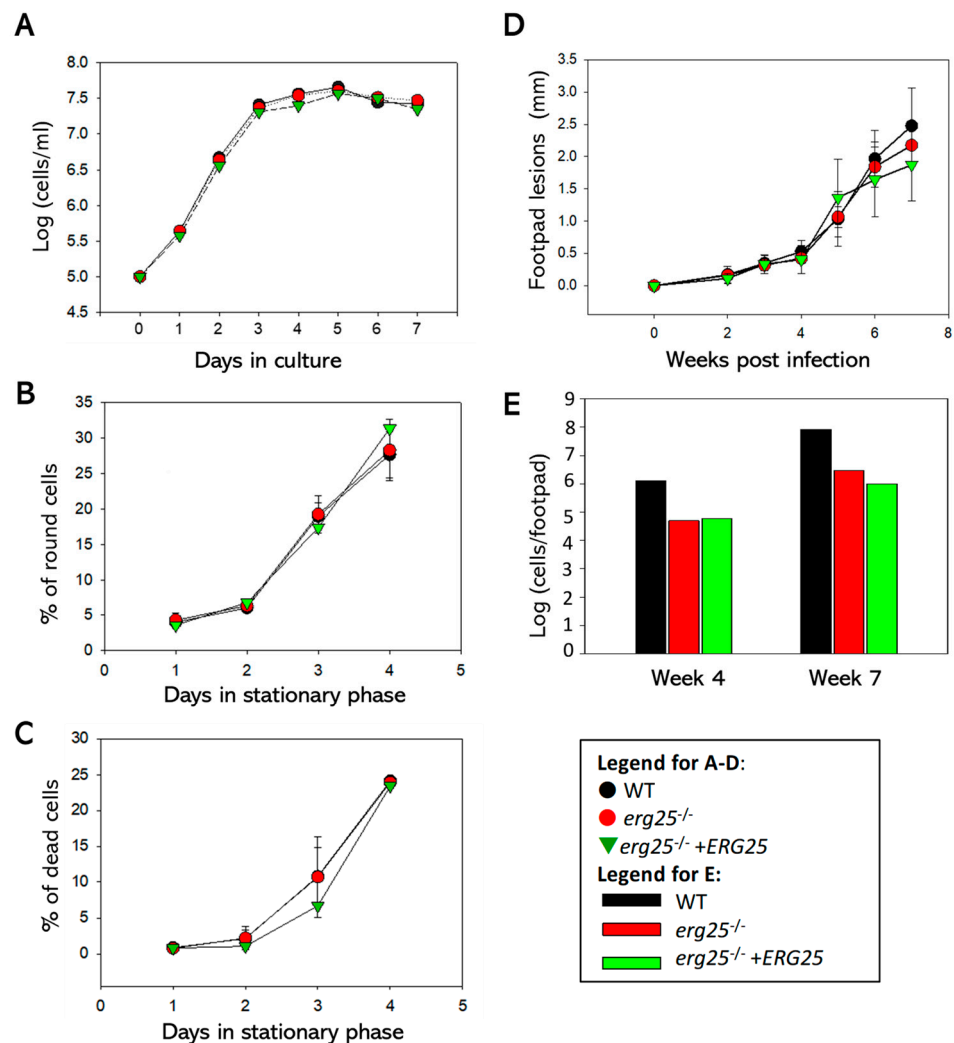 A
Log (cells/ml)
8.0
7.5
7.0
6.5
6.0
5.5
5.0
4.5
0 1 2 3 4 5 6 7
Days in culture
B
% of round cells
35
30
25
20
15
10
5
0
0 1 2 3 4 5
Days in stationary phase
C
% of dead cells
25
20
15
10
5
0
0 1 2 3 4 5
Days in stationary phase
D
Footpad lesions (mm)
3.5
3.0
2.5
2.0
1.5
1.0
0.5
0.0
0 2 4 6 8
Weeks post infection
E
Log (cells/footpad)
9
8
7
6
5
4
3
2
1
0
Week 4 Week 7
Legend for A-D:
WT
erg25-/-
erg25-/- +ERG25
Legend for E:
WT
erg25-/-
erg25-/- +ERG25